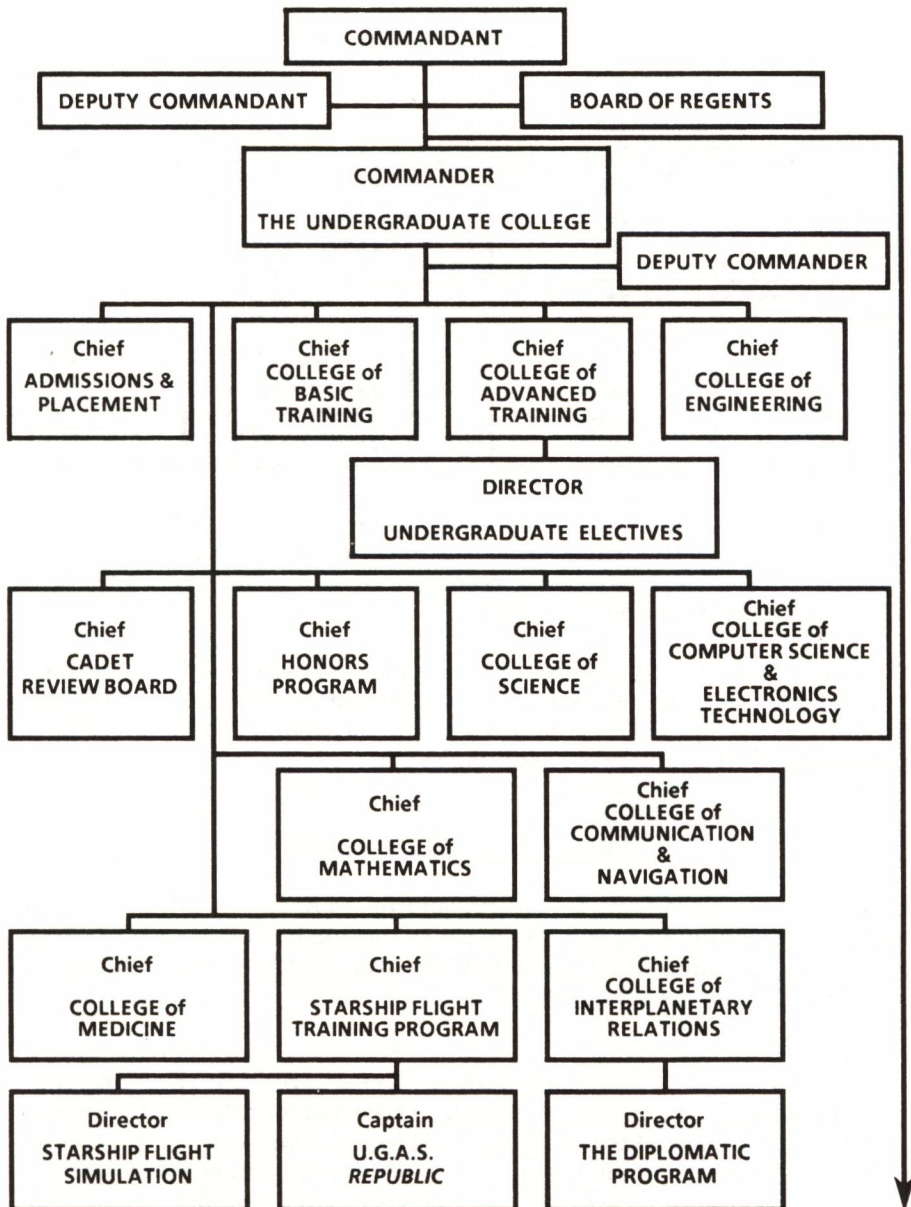 COMMANDANT
DEPUTY COMMANDANT
BOARD OF REGENTS
COMMANDER
THE UNDERGRADUATE COLLEGE
DEPUTY COMMANDER
Chief
ADMISSIONS &
PLACEMENT
Chief
COLLEGE of
BASIC
TRAINING
Chief
COLLEGE of
ADVANCED
TRAINING
Chief
COLLEGE of
ENGINEERING
DIRECTOR
UNDERGRADUATE ELECTIVES
Chief
CADET
REVIEW BOARD
Chief
HONORS
PROGRAM
Chief
COLLEGE of
SCIENCE
Chief
COLLEGE of
COMPUTER SCIENCE
&
ELECTRONICS
TECHNOLOGY
Chief
COLLEGE of
MATHEMATICS
Chief
COLLEGE of
COMMUNICATION
&
NAVIGATION
Chief
COLLEGE of
MEDICINE
Chief
STARSHIP FLIGHT
TRAINING PROGRAM
Chief
COLLEGE of
INTERPLANETARY
RELATIONS
Director
STARSHIP FLIGHT
SIMULATION
Captain
U.G.A.S.
REPUBLIC
Director
THE DIPLOMATIC
PROGRAM